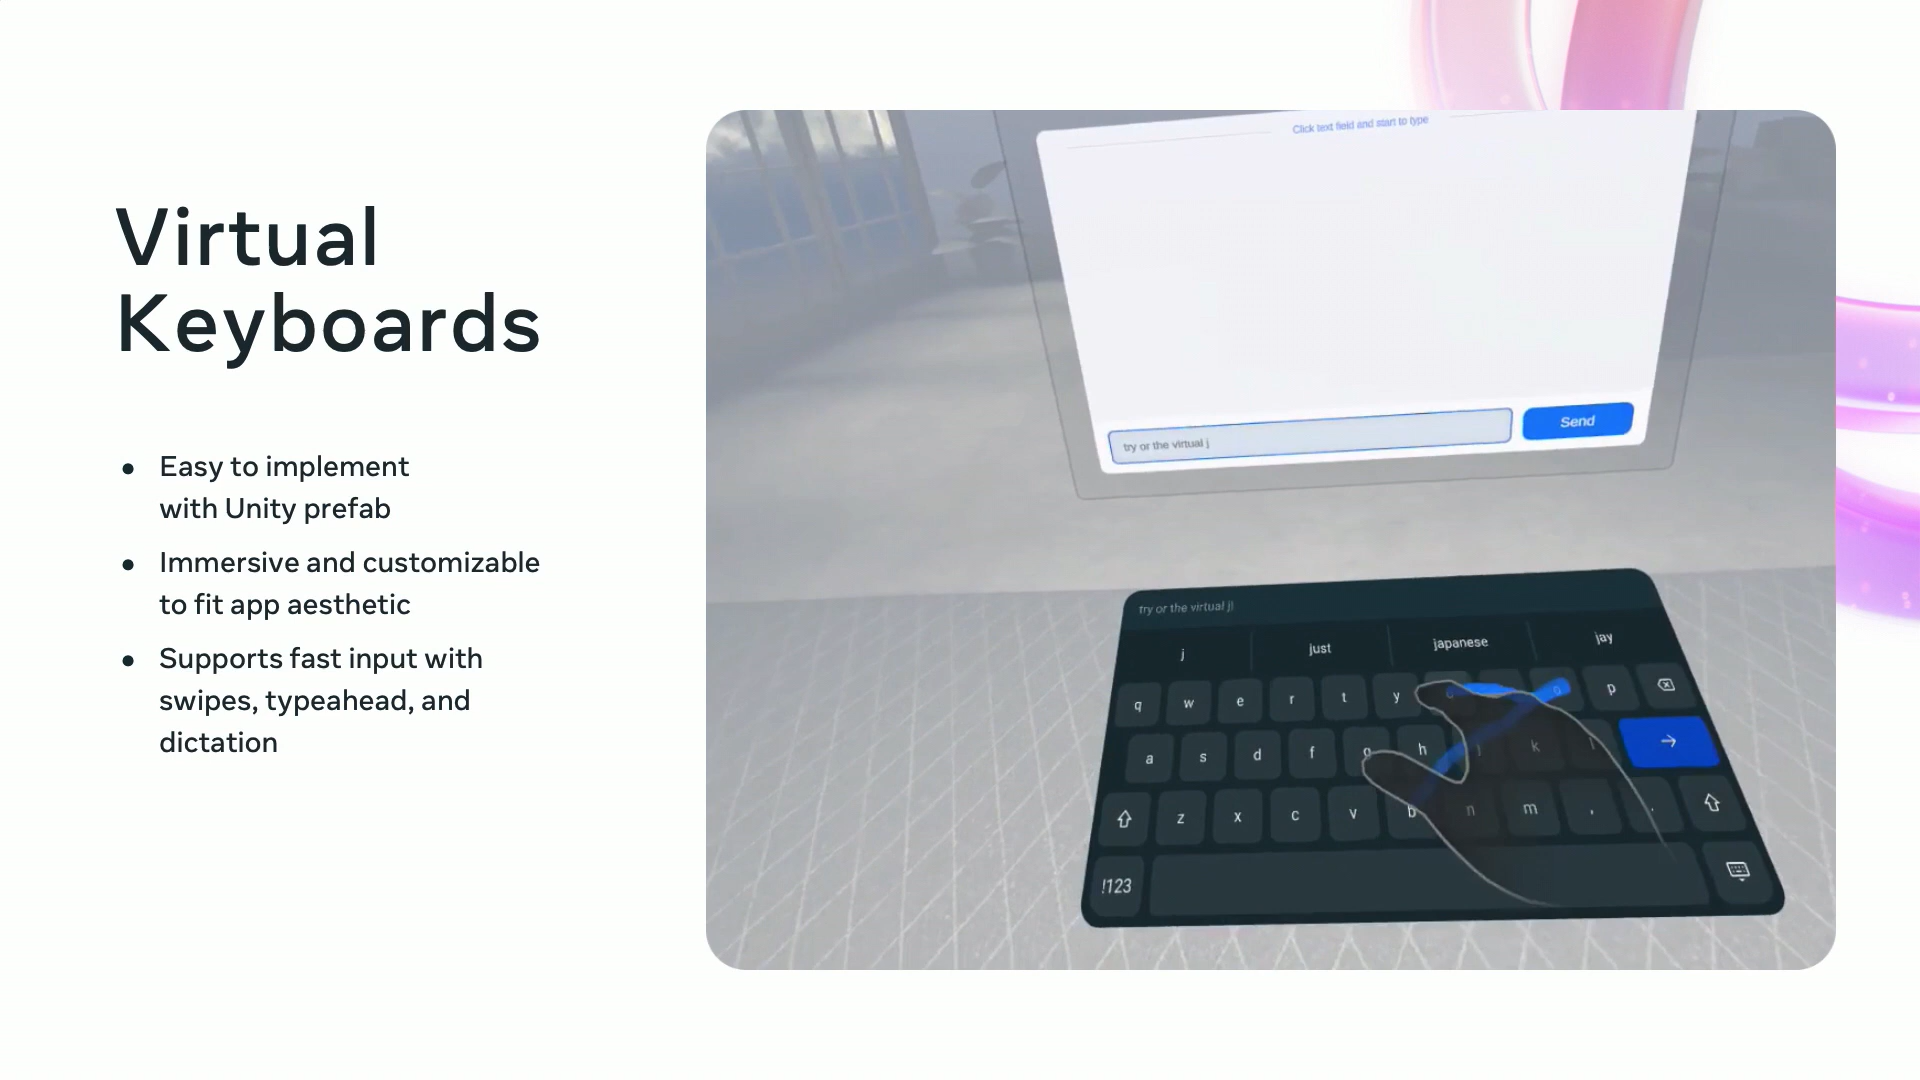 Virtual
Keyboards
• Easy to implement
with Unity prefab
• Immersive and customizable
to fit app aesthetic
• Supports fast input with
swipes, typeahead, and
dictation
Click text field and start to type
try or the virtual j
Send
try or the virtual j
j just japanese jay
q w e r t y u o p
a s d f g h j k l
z x c v b n m , .
!123